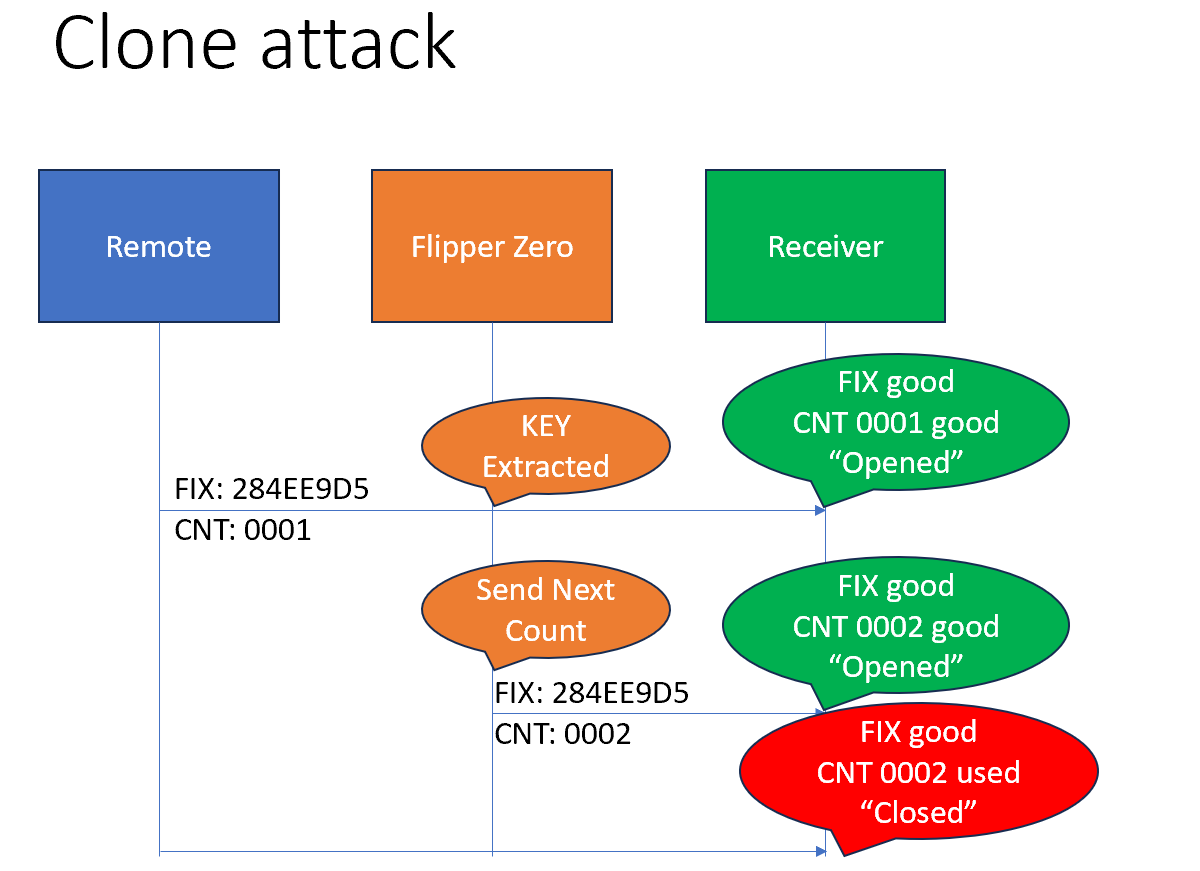 Clone attack
Remote
Flipper Zero
Receiver
FIX good
CNT 0001 good
“Opened”
KEY
Extracted
FIX: 284EE9D5
CNT: 0001
Send Next
Count
FIX good
CNT 0002 good
“Opened”
FIX: 284EE9D5
CNT: 0002
FIX good
CNT 0002 used
“Closed”